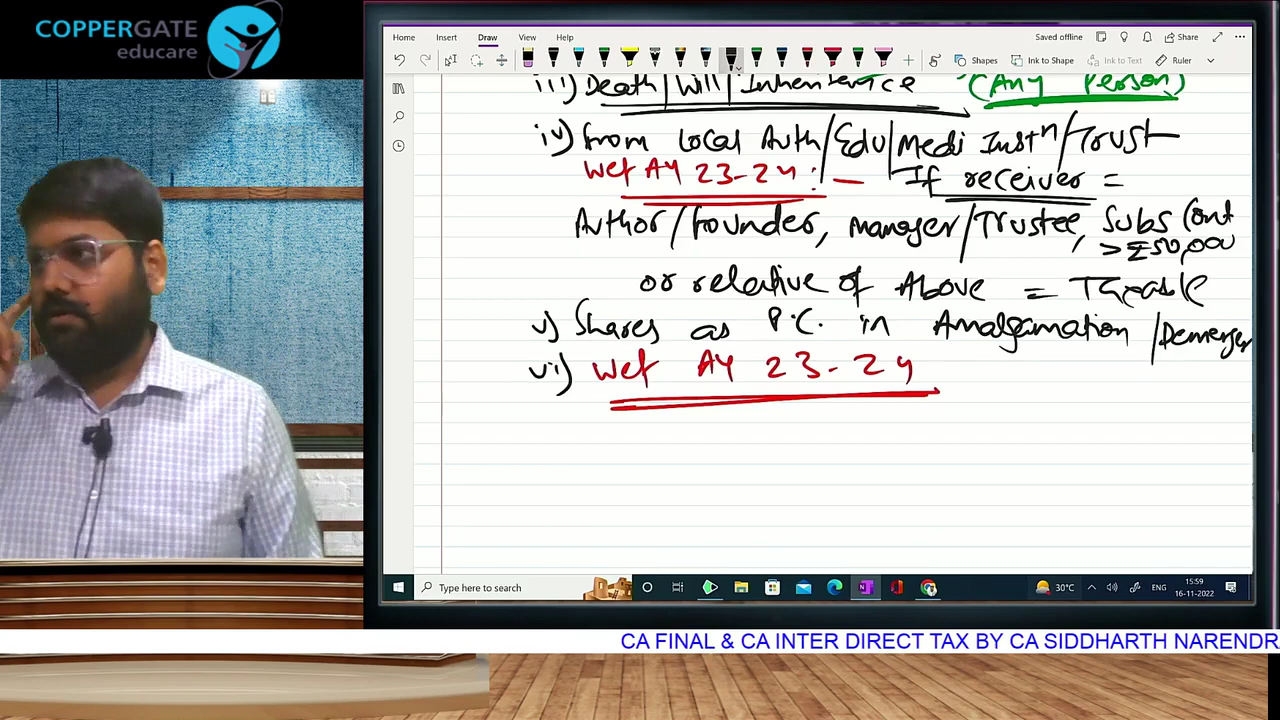 COPPERGATE
educare
Home Insert Draw View Help
Saved offline
Share
Shapes
Ink to Shape
Ink to Text
Ruler
iii) Death/Will/Inheritence (Any Person)
iv) From Local Auth/Edu/Medi Instn/Trust
Wef AY 23-24 : - If receiver =
Author/Founder, Manager/Trustee, Subs Cont
> ₹50,000
or relative of Above = Taxable
v) Shares as P.C. in Amalgamation/Demerger
vi) Wef AY 23-24
Type here to search
30°C
ENG
15:59
16-11-2022
CA FINAL & CA INTER DIRECT TAX BY CA SIDDHARTH NARENDR